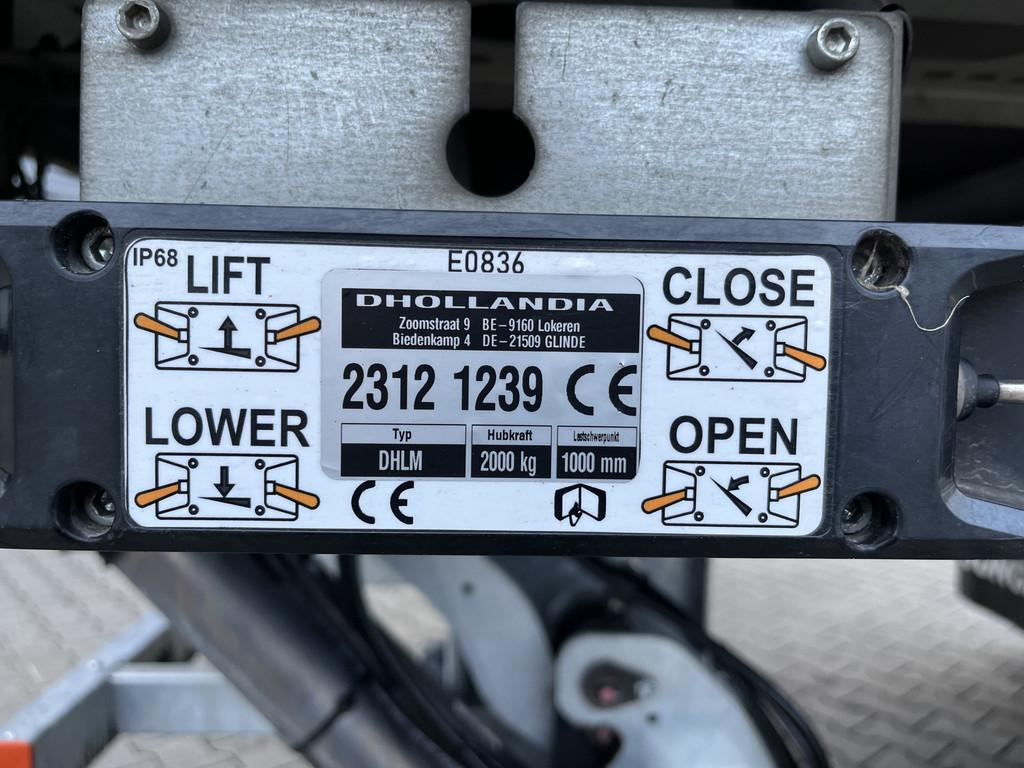 IP68
LIFT
E0836
CLOSE
DHOLLANDIA
Zoomstraat 9 BE-9160 Lokeren
Biedenkamp 4 DE-21509 GLINDE
2312 1239 CE
LOWER
OPEN
Typ Hubkraft Lastschwerpunkt
DHLM 2000 kg 1000 mm
CE